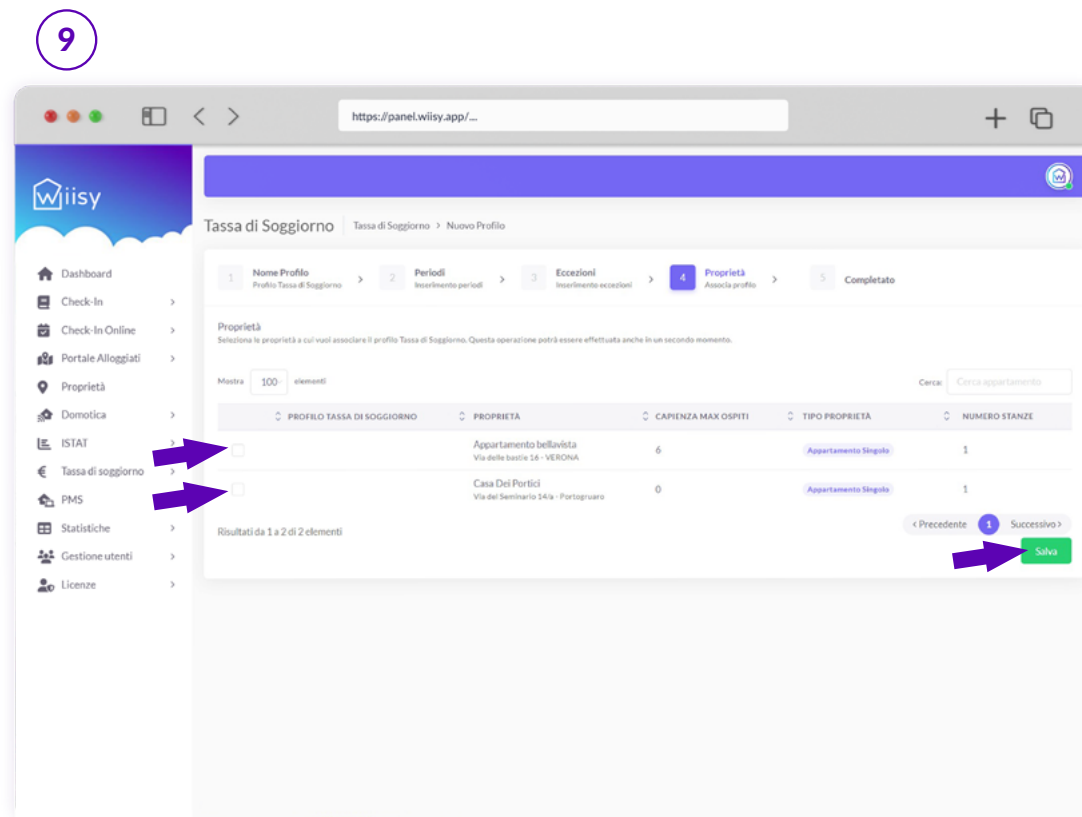 9
https://panel.wiisy.app/...
wiisy
Tassa di Soggiorno
Tassa di Soggiorno > Nuovo Profilo
Dashboard
Check-In
Check-In Online
Portale Alloggiati
Proprietà
Domotica
ISTAT
Tassa di soggiorno
PMS
Statistiche
Gestione utenti
Licenze
1 Nome Profilo
Profilo Tassa di Soggiorno
2 Periodi
Inserimento periodi
3 Eccezioni
Inserimento eccezioni
4 Proprietà
Associa profilo
5 Completato
Proprietà
Seleziona le proprietà a cui vuoi associare il profilo Tassa di Soggiorno. Questa operazione potrà essere effettuata anche in un secondo momento.
Mostra 100 elementi
Cerca: Cerca appartamento
PROFILO TASSA DI SOGGIORNO PROPRIETÀ CAPIENZA MAX OSPITI TIPO PROPRIETÀ NUMERO STANZE
Appartamento bellavista 6 Appartamento Singolo 1
Via delle bastie 16 - VERONA
Casa Dei Portici 0 Appartamento Singolo 1
Via del Seminario 14/a - Portogruaro
Risultati da 1 a 2 di 2 elementi
< Precedente 1 Successivo >
Salva